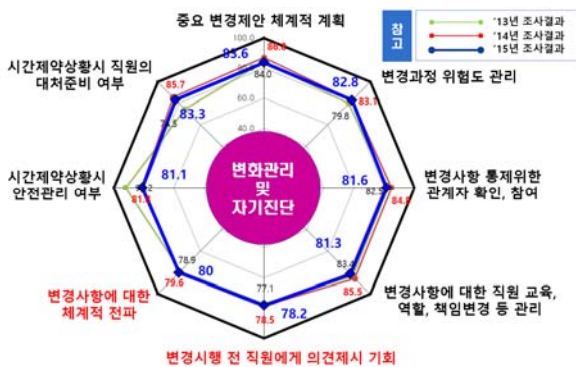 중요 변경제안 체계적 계획
참고
'13년 조사결과
'14년 조사결과
'15년 조사결과
100.0
86.0
83.6
84.0
60.0
40.0
시간제약상황시 직원의
대처준비 여부
85.7
83.3
변경과정 위험도 관리
82.8
83.1
79.8
시간제약상황시
안전관리 여부
81.1
변화관리
및
자기진단
변경사항 통제위한
관계자 확인, 참여
81.6
변경사항에 대한
체계적 전파
78.9
80
79.6
81.3
83.4
85.5
변경사항에 대한 직원 교육,
역할, 책임변경 등 관리
77.1
78.5
78.2
변경시행 전 직원에게 의견제시 기회